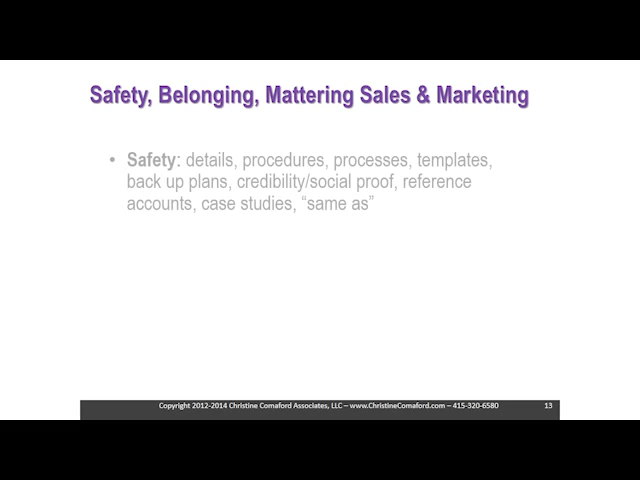 Safety, Belonging, Mattering Sales & Marketing
• Safety: details, procedures, processes, templates,
back up plans, credibility/social proof, reference
accounts, case studies, “same as”
Copyright 2012-2014 Christine Comaford Associates, LLC – www.ChristineComaford.com – 415-320-6580 13